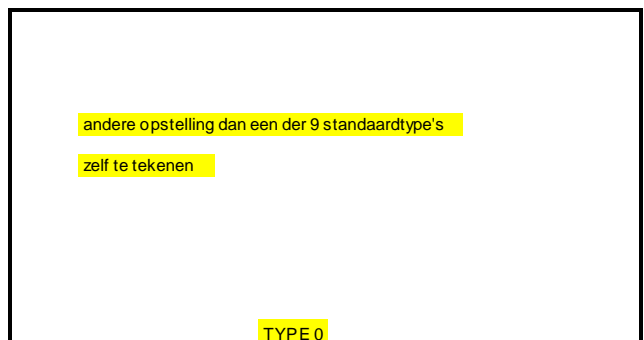 andere opstelling dan een der 9 standaardtype's
zelf te tekenen
TYPE 0